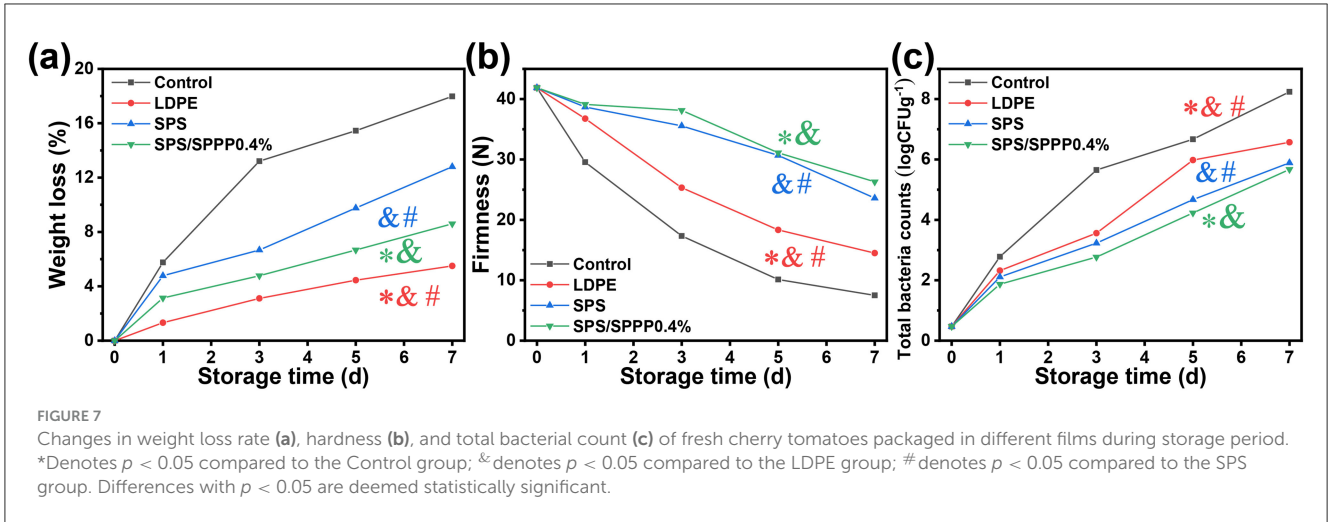 (a)
20
16
12
8
4
0
Weight loss (%)
Control
LDPE
SPS
SPS/SPPP0.4%
&#
*&
*&#
0 1 2 3 4 5 6 7
Storage time (d)
(b)
40
30
20
10
0
Firmness (N)
*&
&#
*&#
Control
LDPE
SPS
SPS/SPPP0.4%
0 1 2 3 4 5 6 7
Storage time (d)
(c)
8
6
4
2
0
Total bacteria counts (logCFUg⁻¹)
Control
LDPE
SPS
SPS/SPPP0.4%
*&#
&#
*&
0 1 2 3 4 5 6 7
Storage time (d)
FIGURE 7
Changes in weight loss rate (a), hardness (b), and total bacterial count (c) of fresh cherry tomatoes packaged in different films during storage period.
*Denotes p < 0.05 compared to the Control group; &denotes p < 0.05 compared to the LDPE group; #denotes p < 0.05 compared to the SPS
group. Differences with p < 0.05 are deemed statistically significant.